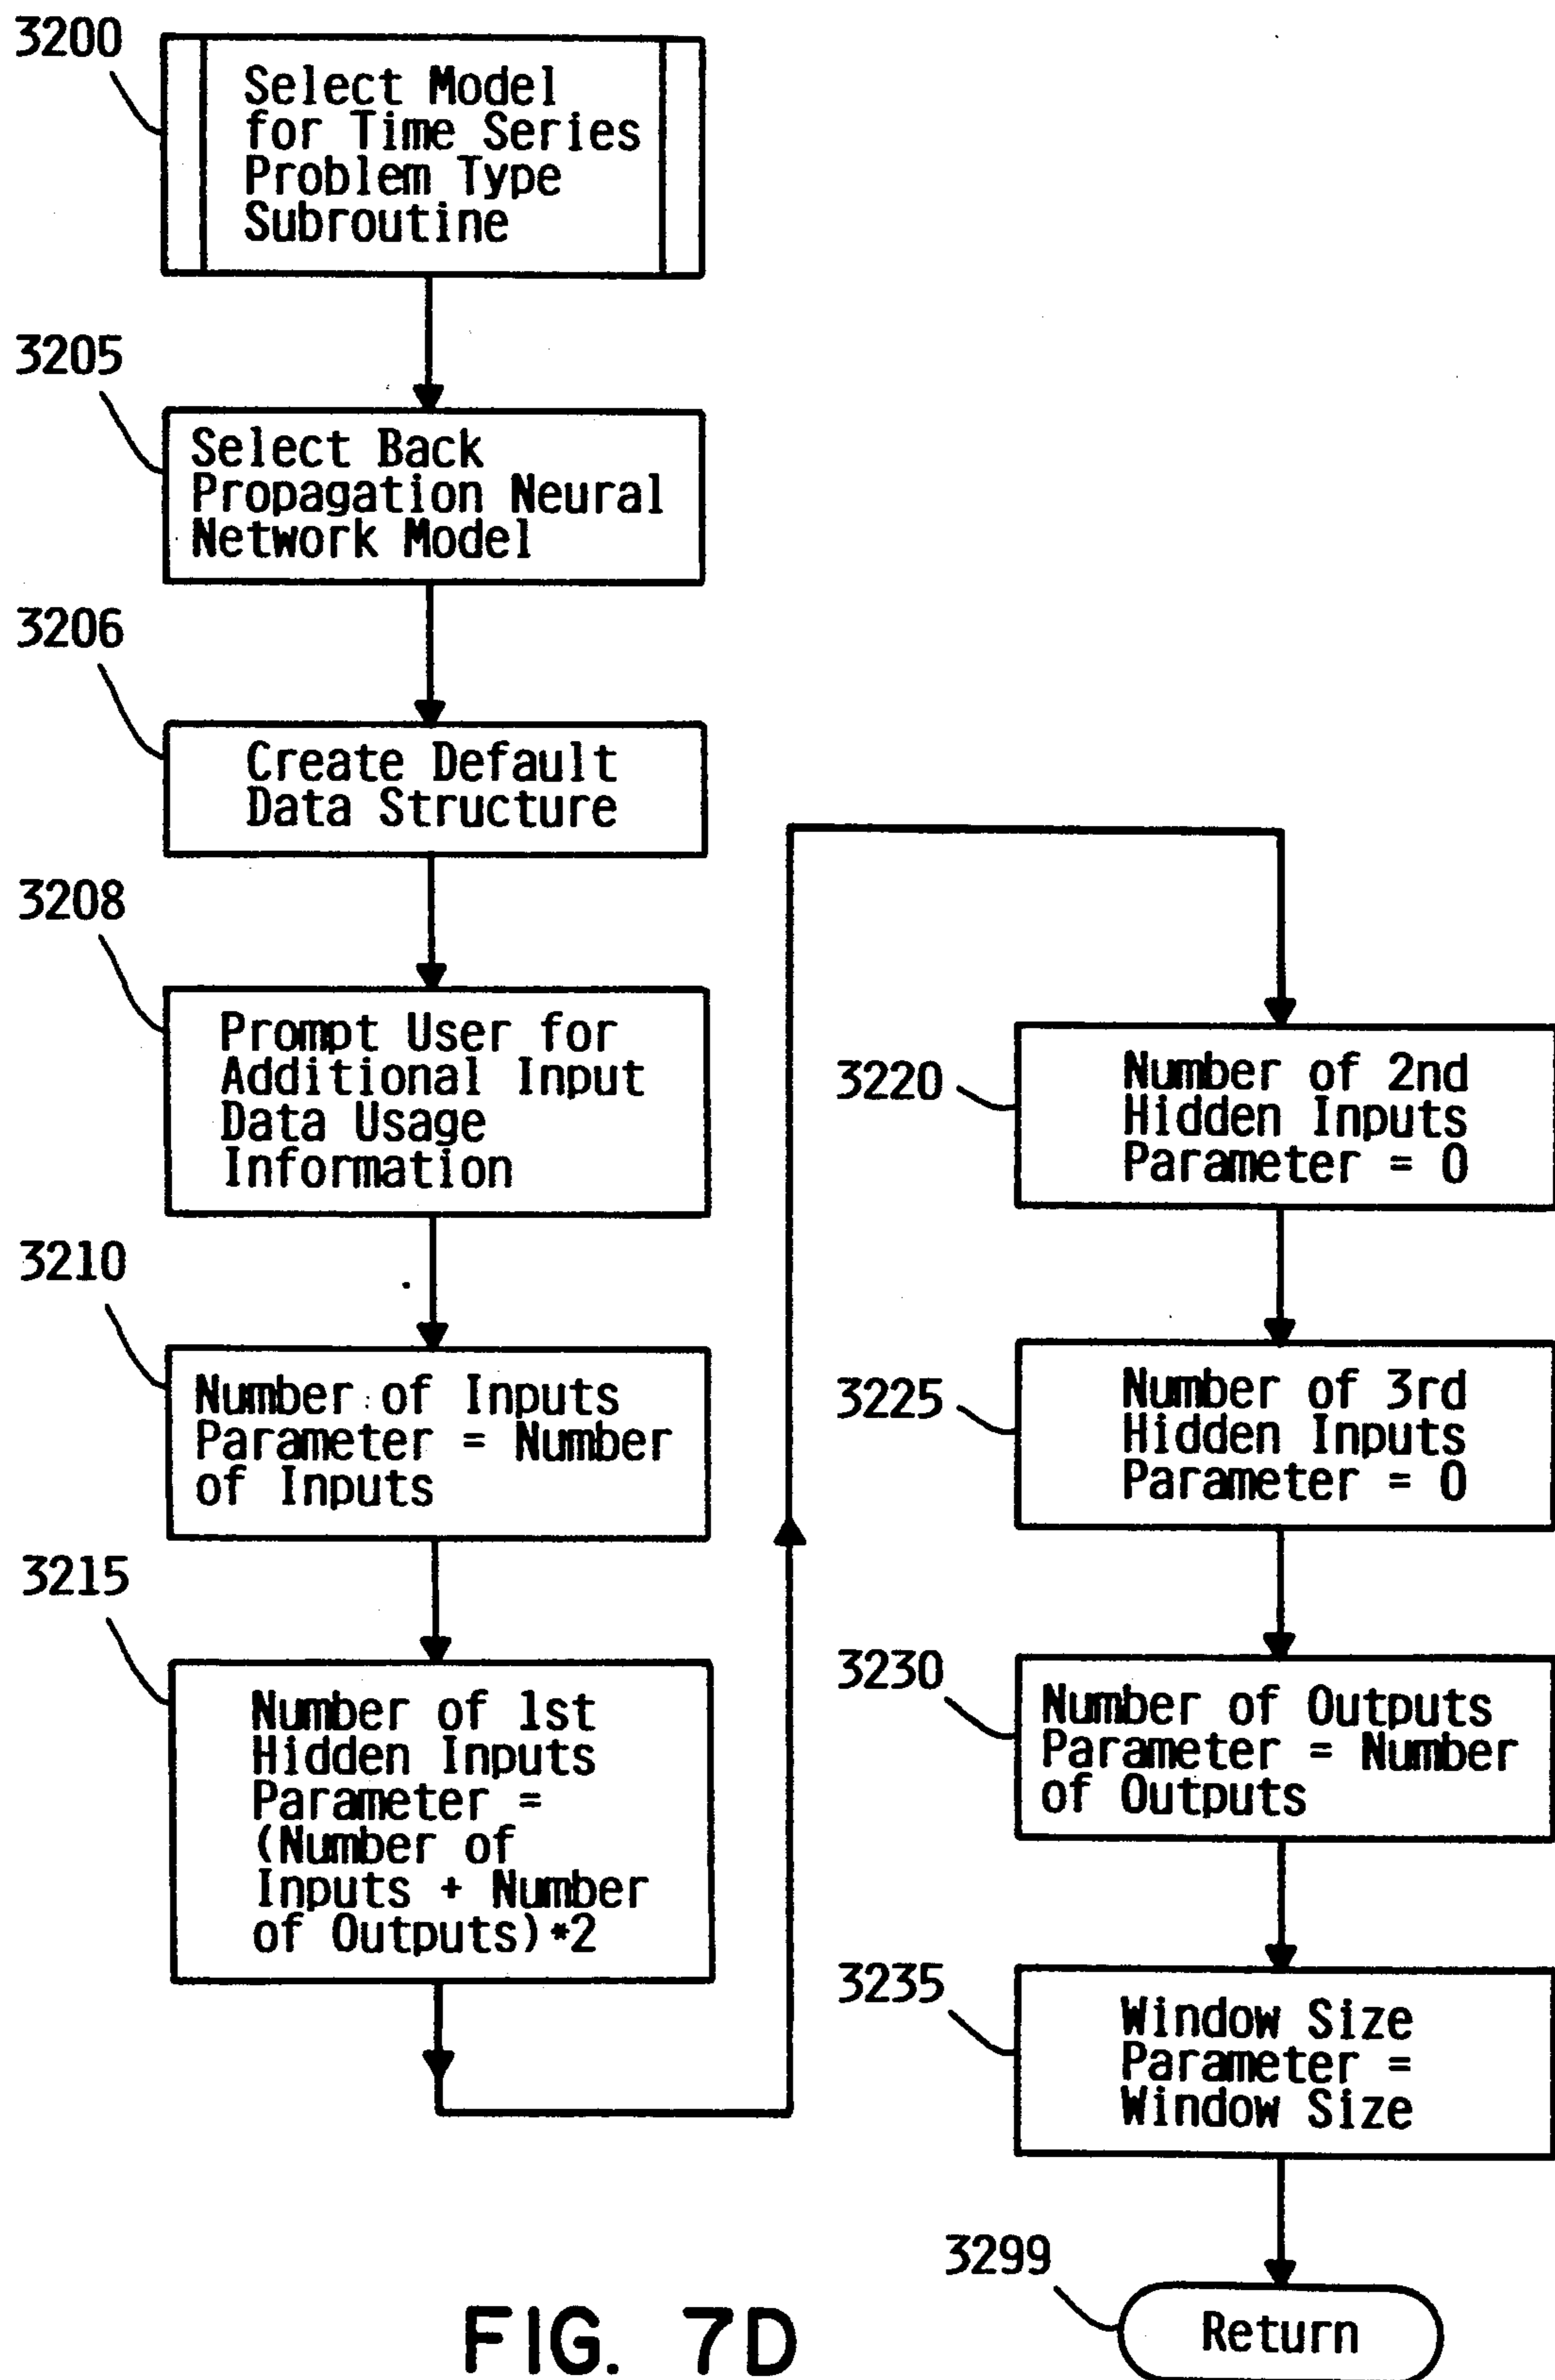 3200
Select Model
for Time Series
Problem Type
Subroutine
3205
Select Back
Propagation Neural
Network Model
3206
Create Default
Data Structure
3208
Prompt User for
Additional Input
Data Usage
Information
3210
Number of Inputs
Parameter = Number
of Inputs
3215
Number of 1st
Hidden Inputs
Parameter =
(Number of
Inputs + Number
of Outputs)*2
3220
Number of 2nd
Hidden Inputs
Parameter = 0
3225
Number of 3rd
Hidden Inputs
Parameter = 0
3230
Number of Outputs
Parameter = Number
of Outputs
3235
Window Size
Parameter =
Window Size
3299
Return
FIG. 7D